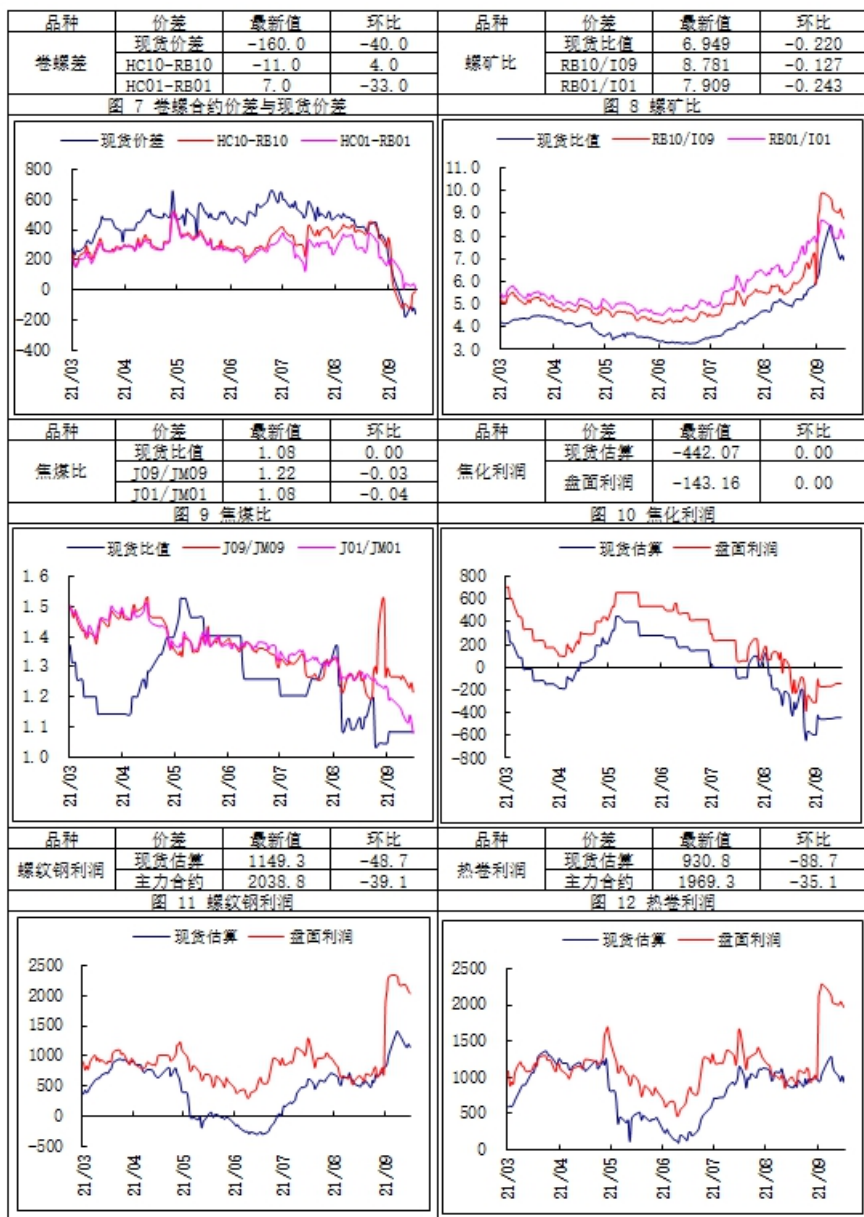 品种 价差 最新值 环比 品种 价差 最新值 环比
卷螺差 现货价差 -160.0 -40.0 螺矿比 现货比值 6.949 -0.220
HC10-RB10 -11.0 4.0 RB10/I09 8.781 -0.127
HC01-RB01 7.0 -33.0 RB01/I01 7.909 -0.243
图 7 卷螺合约价差与现货价差 图 8 螺矿比
现货价差 HC10-RB10 HC01-RB01
800
600
400
200
0
-200
-400
21/03 21/04 21/05 21/06 21/07 21/08 21/09
现货比值 RB10/I09 RB01/I01
11.0
10.0
9.0
8.0
7.0
6.0
5.0
4.0
3.0
21/03 21/04 21/05 21/06 21/07 21/08 21/09
品种 价差 最新值 环比 品种 价差 最新值 环比
焦煤比 现货比值 1.08 0.00 焦化利润 现货估算 -442.07 0.00
J09/JM09 1.22 -0.03 盘面利润 -143.16 0.00
J01/JM01 1.08 -0.04
图 9 焦煤比 图 10 焦化利润
现货比值 J09/JM09 J01/JM01
1.6
1.5
1.4
1.3
1.2
1.1
1.0
21/03 21/04 21/05 21/06 21/07 21/08 21/09
现货估算 盘面利润
800
600
400
200
0
-200
-400
-600
-800
21/03 21/04 21/05 21/06 21/07 21/08 21/09
品种 价差 最新值 环比 品种 价差 最新值 环比
螺纹钢利润 现货估算 1149.3 -48.7 热卷利润 现货估算 930.8 -88.7
主力合约 2038.8 -39.1 主力合约 1969.3 -35.1
图 11 螺纹钢利润 图 12 热卷利润
现货估算 盘面利润
2500
2000
1500
1000
500
0
-500
21/03 21/04 21/05 21/06 21/07 21/08 21/09
现货估算 盘面利润
2500
2000
1500
1000
500
0
21/03 21/04 21/05 21/06 21/07 21/08 21/09